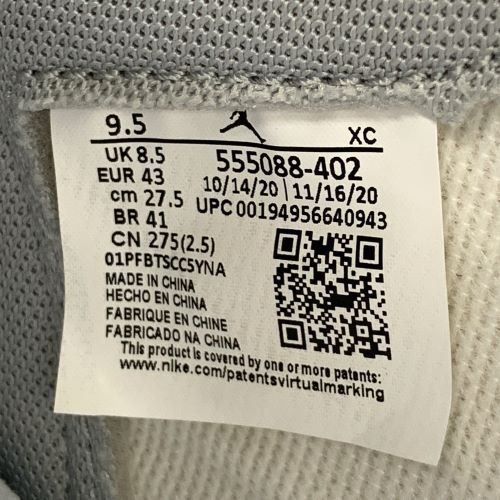 9.5 XC
UK 8.5 555088-402
EUR 43 10/14/20 | 11/16/20
cm 27.5 UPC 00194956640943
BR 41
CN 275(2.5)
01PFBTSCC5YNA
MADE IN CHINA
HECHO EN CHINA
FABRIQUE EN CHINE
FABRICADO NA CHINA
This product is covered by one or more patents:
www.nike.com/patentsvirtualmarking